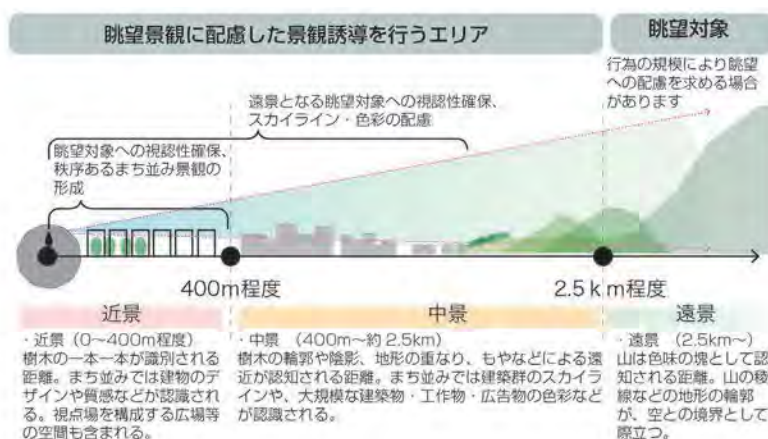 眺望景観に配慮した景観誘導を行うエリア
眺望対象
行為の規模により眺望
への配慮を求める場合
があります
遠景となる眺望対象への視認性確保、
スカイライン・色彩の配慮
眺望対象への視認性確保、
秩序あるまち並み景観の
形成
400m程度
2.5km程度
近景
中景
遠景
・近景（0〜400m程度）
樹木の一本一本が識別される
距離。まち並みでは建物のデ
ザインや質感などが認識され
る。視点場を構成する広場等
の空間も含まれる。
・中景 （400m〜約2.5km）
樹木の輪郭や陰影、地形の重なり、もやなどによる遠
近が認知される距離。まち並みでは建築群のスカイラ
インや、大規模な建築物・工作物・広告物の色彩など
が認識される。
・遠景 （2.5km〜）
山は色味の塊として認
知される距離。山の稜
線などの地形の輪郭
が、空との境界として
際立つ。